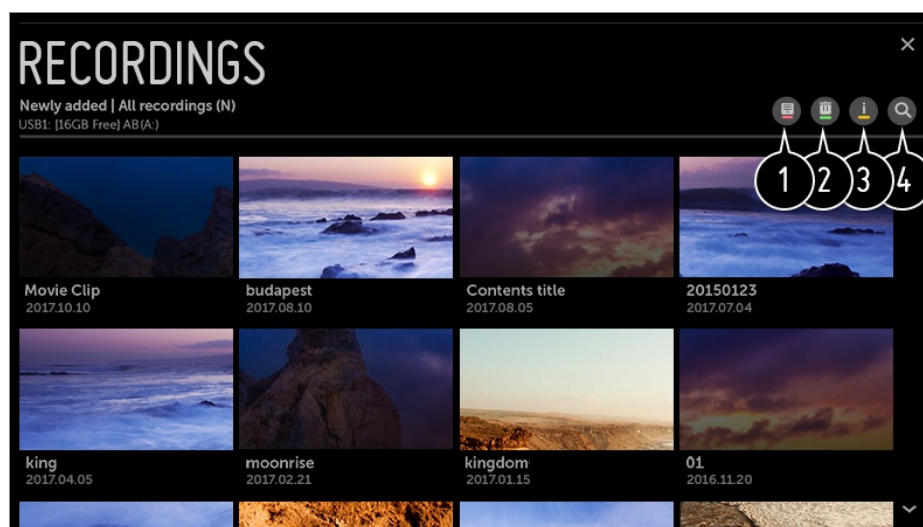 RECORDINGS
Newly added | All recordings (N)
USB1: [16GB Free] AB(A:)
1 2 3 4
Movie Clip budapest Contents title 20150123
2017.10.10 2017.08.10 2017.08.05 2017.07.04
king moonrise kingdom 01
2017.04.05 2017.02.21 2017.01.15 2016.11.20